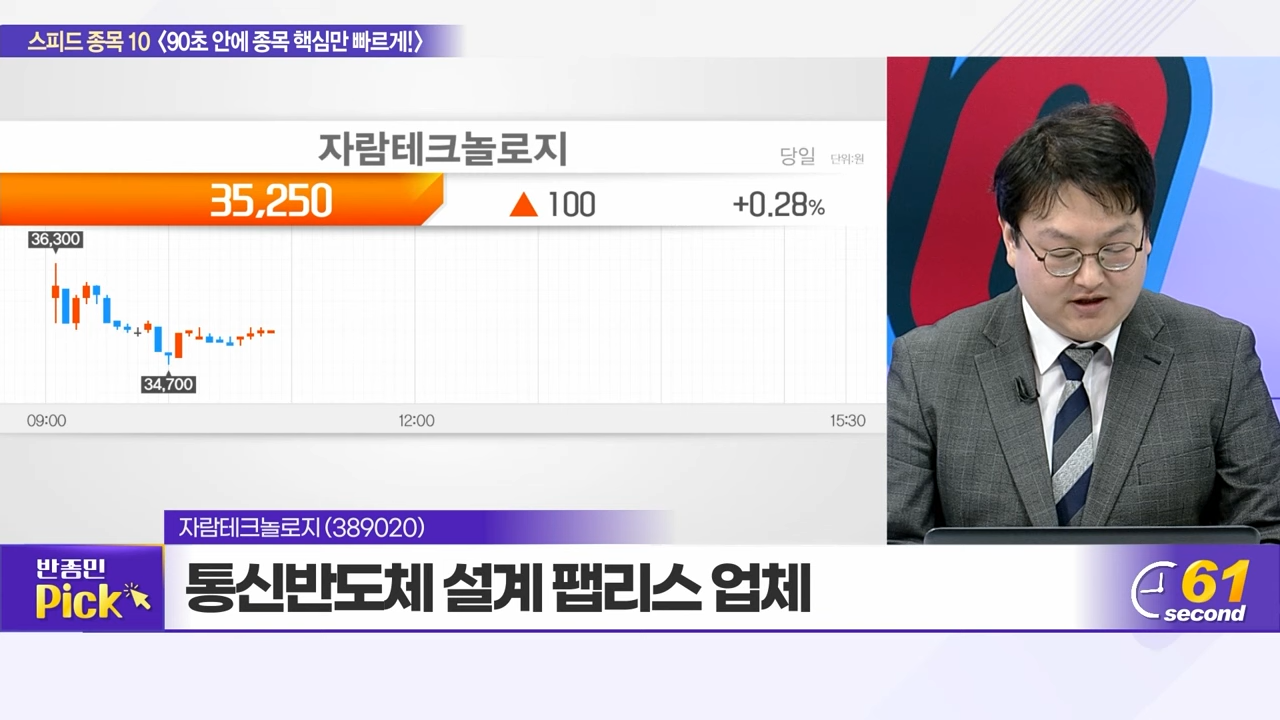 스피드 종목 10 〈90초 안에 종목 핵심만 빠르게!〉
자람테크놀로지
당일 단위:원
35,250 ▲ 100 +0.28%
36,300
34,700
09:00 12:00 15:30
자람테크놀로지 (389020)
반종민
Pick
통신반도체 설계 팹리스 업체
61
second